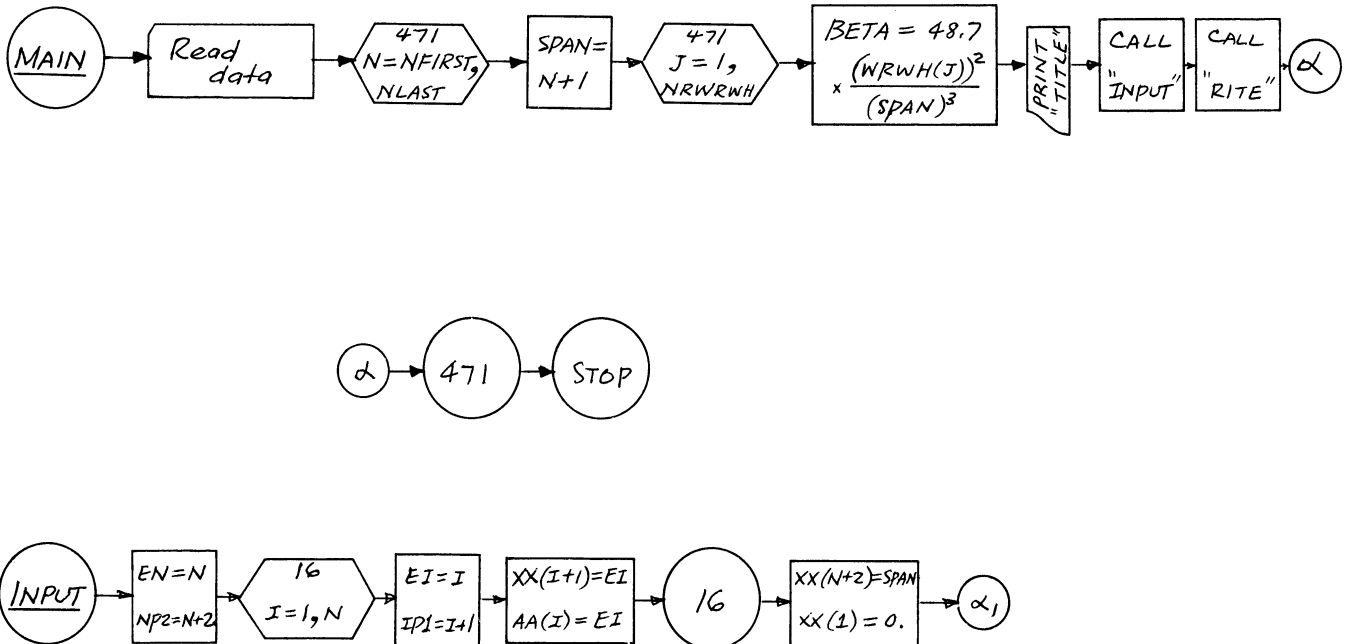 MAIN
Read
data
471
N=NFIRST,
NLAST
SPAN=
N+1
471
J=1,
NRWRWH
BETA = 48.7
x (WRWH(J))²
(SPAN)³
PRINT
"TITLE"
CALL
"INPUT"
CALL
"RITE"
α
α
471
STOP
INPUT
EN=N
NP2=N+2
16
I=1,N
EI=I
IP1=I+1
XX(I+1)=EI
AA(I)=EI
16
XX(N+2)=SPAN
XX(1)=0.
α₁